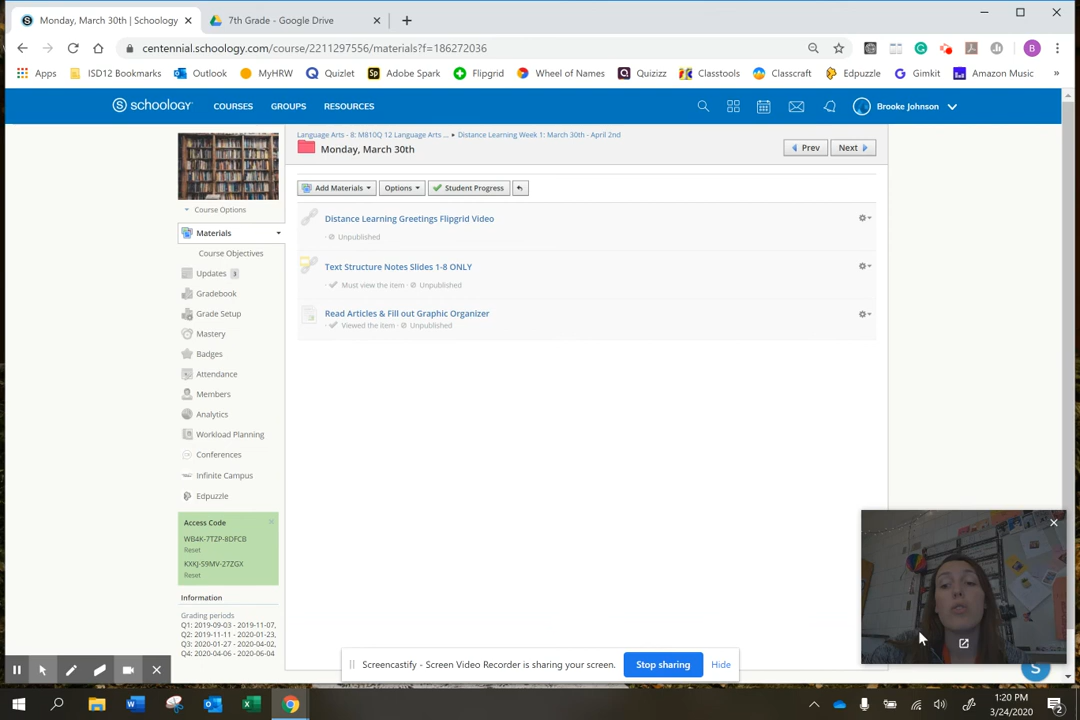 Monday, March 30th | Schoology
7th Grade - Google Drive
centennial.schoology.com/course/2211297556/materials?f=186272036
B
Apps
ISD12 Bookmarks
Outlook
MyHRW
Quizlet
Adobe Spark
Flipgrid
Wheel of Names
Quizizz
Classtools
Classcraft
Edpuzzle
Gimkit
Amazon Music
»
S schoology
COURSES
GROUPS
RESOURCES
Brooke Johnson
Language Arts - 8: M810Q 12 Language Arts ... ▸ Distance Learning Week 1: March 30th - April 2nd
Monday, March 30th
Prev
Next
Course Options
Add Materials
Options
Student Progress
Materials
Course Objectives
Updates 3
Gradebook
Grade Setup
Mastery
Badges
Attendance
Members
Analytics
Workload Planning
Conferences
Infinite Campus
Edpuzzle
Distance Learning Greetings Flipgrid Video
· Unpublished
Text Structure Notes Slides 1-8 ONLY
· Must view the item · Unpublished
Read Articles & Fill out Graphic Organizer
· Viewed the item · Unpublished
Access Code
WB4K-7TZP-8DFCB
Reset
KXKJ-S9MV-27ZGX
Reset
Information
Grading periods
Q1: 2019-09-03 - 2019-11-07,
Q2: 2019-11-11 - 2020-01-23,
Q3: 2020-01-27 - 2020-04-02,
Q4: 2020-04-06 - 2020-06-04
Screencastify - Screen Video Recorder is sharing your screen.
Stop sharing
Hide
S
1:20 PM
3/24/2020
2